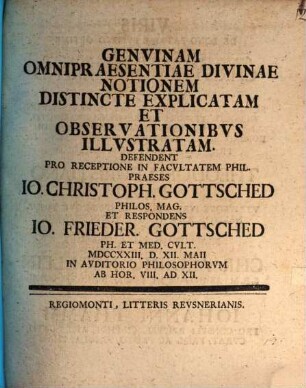 GENVINAM
OMNIPRAESENTIAE DIVINAE
NOTIONEM
DISTINCTE EXPLICATAM
ET
OBSERVATIONIBVS
ILLVSTRATAM.
DEFENDENT
PRO RECEPTIONE IN FACVLTATEM PHIL.
PRAESES
IO. CHRISTOPH. GOTTSCHED
PHILOS, MAG.
ET RESPONDENS
IO. FRIEDER. GOTTSCHED
PH. ET MED. CVLT.
MDCCXXIII, D. XII. MAII
IN AVDITORIO PHILOSOPHORVM
AB HOR, VIII, AD XII.
REGIOMONTI, LITTERIS REVSNERIANIS.